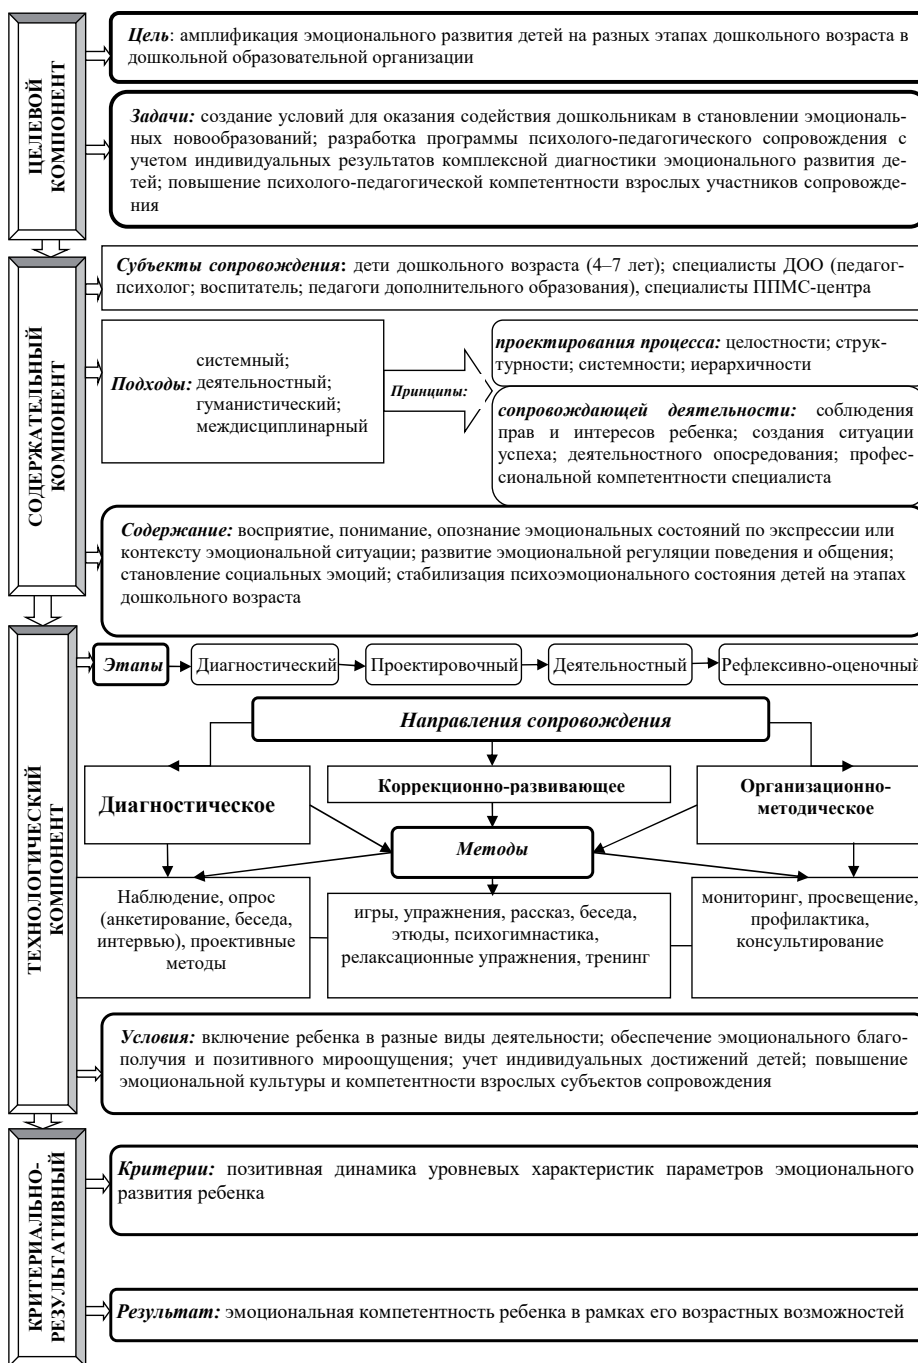 ЦЕЛЕВОЙ
КОМПОНЕНТ
Цель: амплификация эмоционального развития детей на разных этапах дошкольного возраста в
дошкольной образовательной организации
Задачи: создание условий для оказания содействия дошкольникам в становлении эмоциональ-
ных новообразований; разработка программы психолого-педагогического сопровождения с
учетом индивидуальных результатов комплексной диагностики эмоционального развития де-
тей; повышение психолого-педагогической компетентности взрослых участников сопровожде-
ния
СОДЕРЖАТЕЛЬНЫЙ
КОМПОНЕНТ
Субъекты сопровождения: дети дошкольного возраста (4–7 лет); специалисты ДОО (педагог-
психолог; воспитатель; педагоги дополнительного образования), специалисты ППМС-центра
Подходы:
системный;
деятельностный;
гуманистический;
междисциплинарный
Принципы:
проектирования процесса: целостности; струк-
турности; системности; иерархичности
сопровождающей деятельности: соблюдения
прав и интересов ребенка; создания ситуации
успеха; деятельностного опосредования; профес-
сиональной компетентности специалиста
Содержание: восприятие, понимание, опознание эмоциональных состояний по экспрессии или
контексту эмоциональной ситуации; развитие эмоциональной регуляции поведения и общения;
становление социальных эмоций; стабилизация психоэмоционального состояния детей на этапах
дошкольного возраста
ТЕХНОЛОГИЧЕСКИЙ
КОМПОНЕНТ
Этапы
Диагностический
Проектировочный
Деятельностный
Рефлексивно-оценочный
Направления сопровождения
Диагностическое
Коррекционно-развивающее
Организационно-
методическое
Методы
Наблюдение, опрос
(анкетирование, беседа,
интервью), проективные
методы
игры, упражнения, рассказ, беседа,
этюды, психогимнастика,
релаксационные упражнения, тренинг
мониторинг, просвещение,
профилактика,
консультирование
Условия: включение ребенка в разные виды деятельности; обеспечение эмоционального благо-
получия и позитивного мироощущения; учет индивидуальных достижений детей; повышение
эмоциональной культуры и компетентности взрослых субъектов сопровождения
КРИТЕРИАЛЬНО-
РЕЗУЛЬТАТИВНЫЙ
Критерии: позитивная динамика уровневых характеристик параметров эмоционального
развития ребенка
Результат: эмоциональная компетентность ребенка в рамках его возрастных возможностей